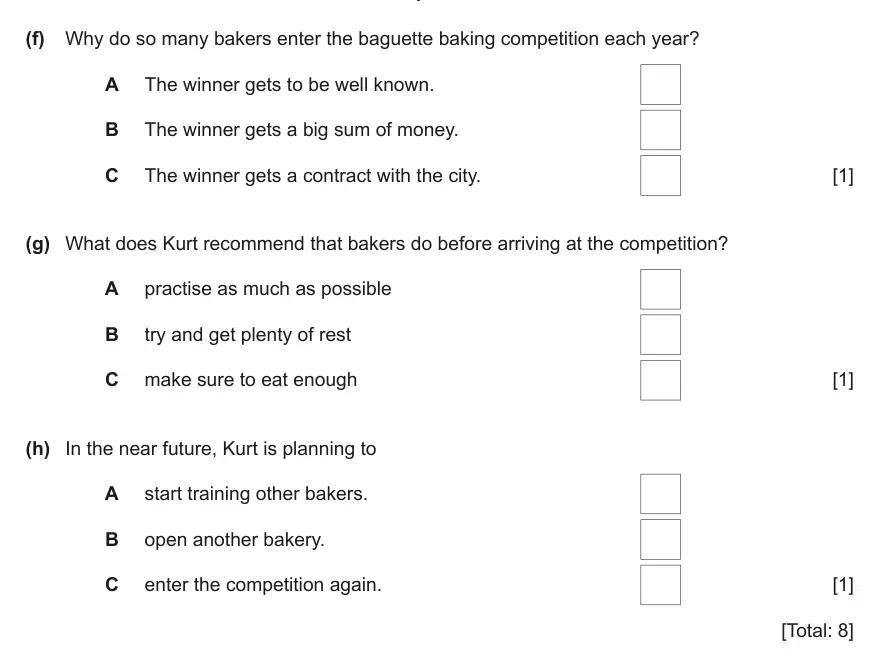 (f) Why do so many bakers enter the baguette baking competition each year?
A The winner gets to be well known.
B The winner gets a big sum of money.
C The winner gets a contract with the city. [1]
(g) What does Kurt recommend that bakers do before arriving at the competition?
A practise as much as possible
B try and get plenty of rest
C make sure to eat enough [1]
(h) In the near future, Kurt is planning to
A start training other bakers.
B open another bakery.
C enter the competition again. [1]
[Total: 8]